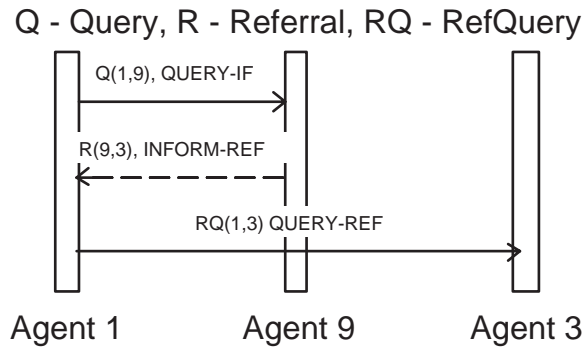 Q - Query, R - Referral, RQ - RefQuery
Q(1,9), QUERY-IF
R(9,3), INFORM-REF
RQ(1,3) QUERY-REF
Agent 1 Agent 9 Agent 3